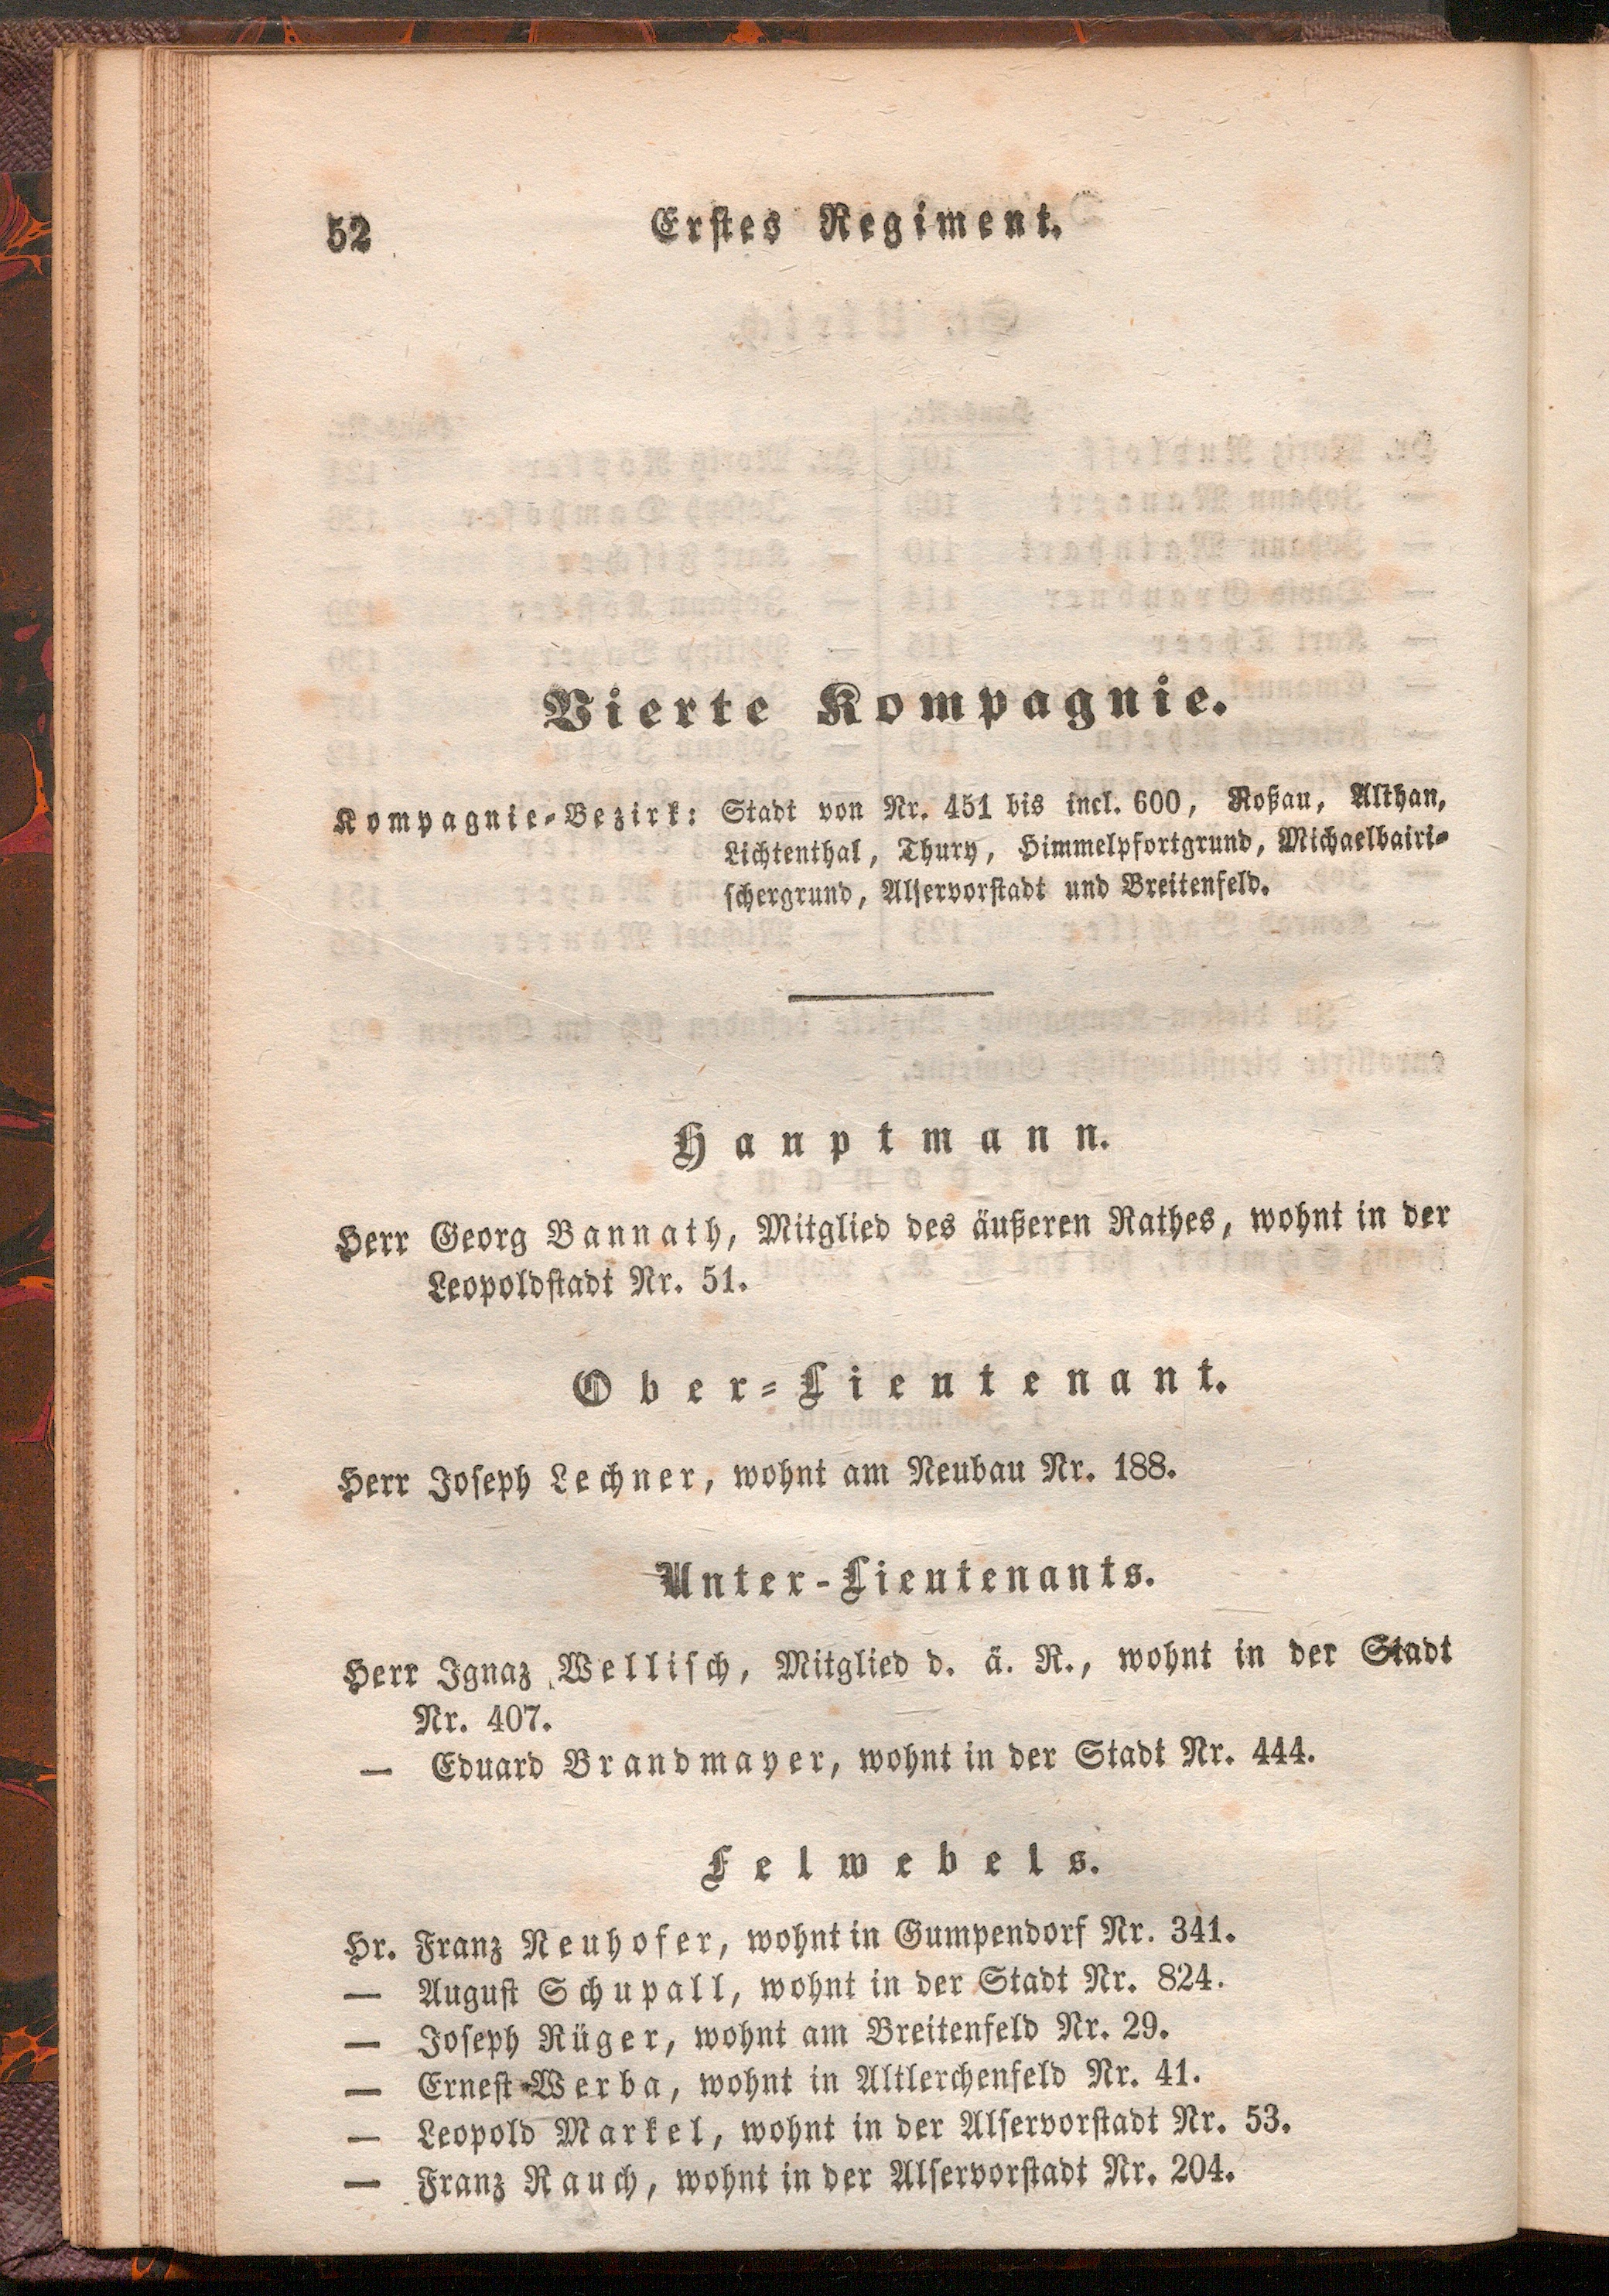 52 Erstes Regiment.
Vierte Kompagnie.
Kompagnie-Bezirk: Stadt von Nr. 451 bis incl. 600, Roßau, Althan,
Lichtenthal, Thury, Himmelpfortgrund, Michaelbairi-
schergrund, Alservorstadt und Breitenfeld.
Hauptmann.
Herr Georg Bannath, Mitglied des äußeren Rathes, wohnt in der
Leopoldstadt Nr. 51.
Ober-Lieutenant.
Herr Joseph Lechner, wohnt am Neubau Nr. 188.
Unter-Lieutenants.
Herr Ignaz Wellisch, Mitglied d. ä. R., wohnt in der Stadt
Nr. 407.
— Eduard Brandmayer, wohnt in der Stadt Nr. 444.
Felwebels.
Hr. Franz Neuhofer, wohnt in Gumpendorf Nr. 341.
— August Schupall, wohnt in der Stadt Nr. 824.
— Joseph Rüger, wohnt am Breitenfeld Nr. 29.
— Ernest Werba, wohnt in Altlerchenfeld Nr. 41.
— Leopold Markel, wohnt in der Alservorstadt Nr. 53.
— Franz Rauch, wohnt in der Alservorstadt Nr. 204.